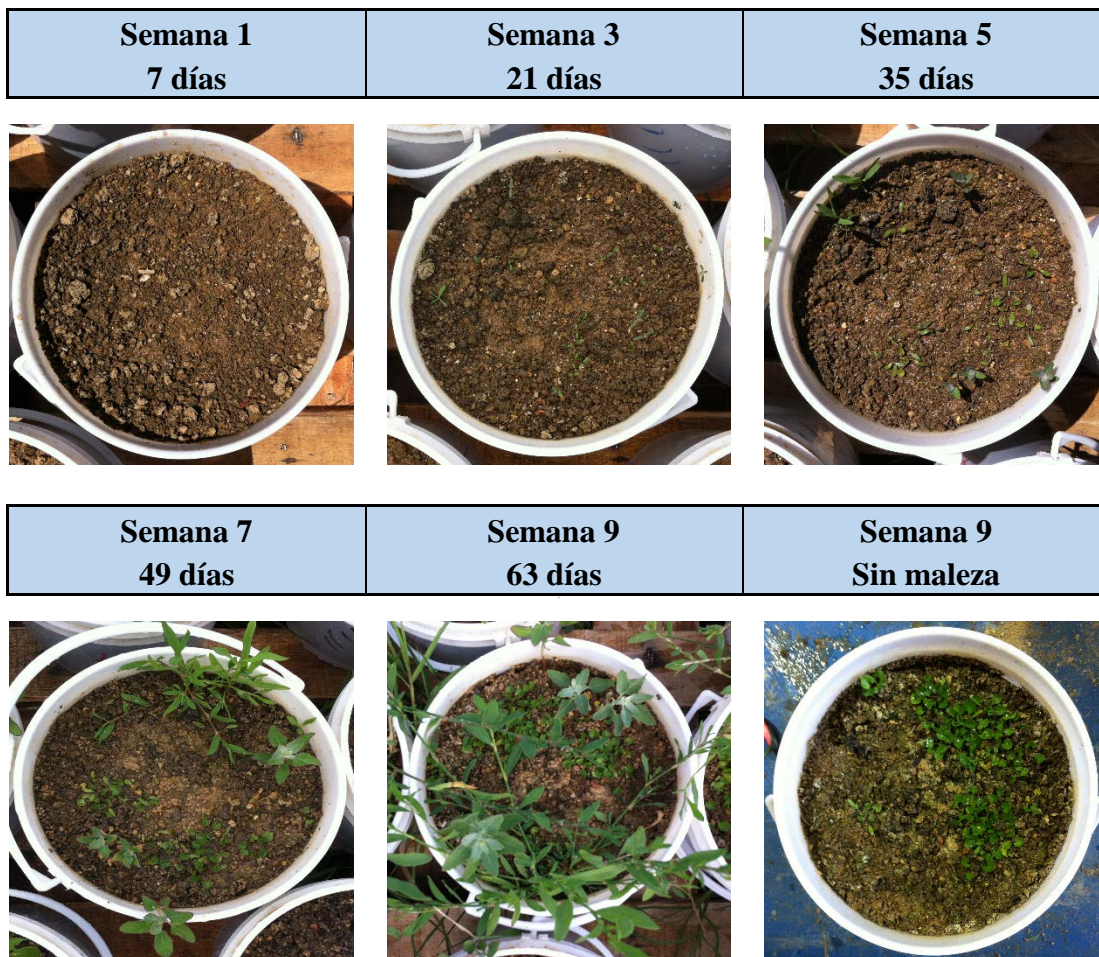 Semana 1
7 días
Semana 3
21 días
Semana 5
35 días
Semana 7
49 días
Semana 9
63 días
Semana 9
Sin maleza